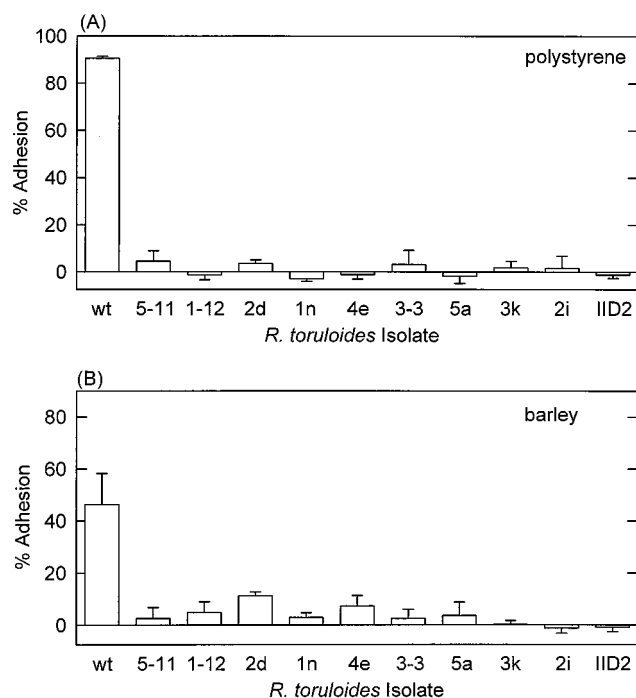 (A)
100
polystyrene
80
60
40
20
0
% Adhesion
wt 5-11 1-12 2d 1n 4e 3-3 5a 3k 2i IID2
R. toruloides Isolate
(B)
barley
80
60
40
20
0
% Adhesion
wt 5-11 1-12 2d 1n 4e 3-3 5a 3k 2i IID2
R. toruloides Isolate